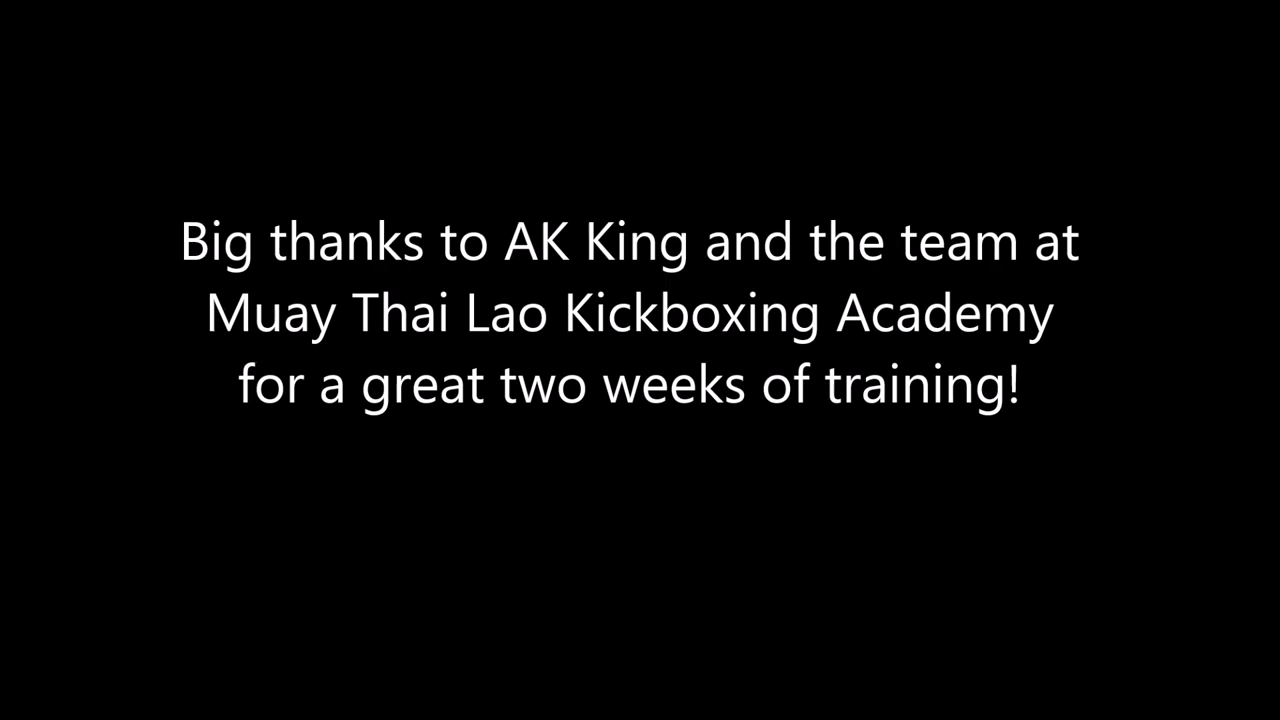 Big thanks to AK King and the team at
Muay Thai Lao Kickboxing Academy
for a great two weeks of training!